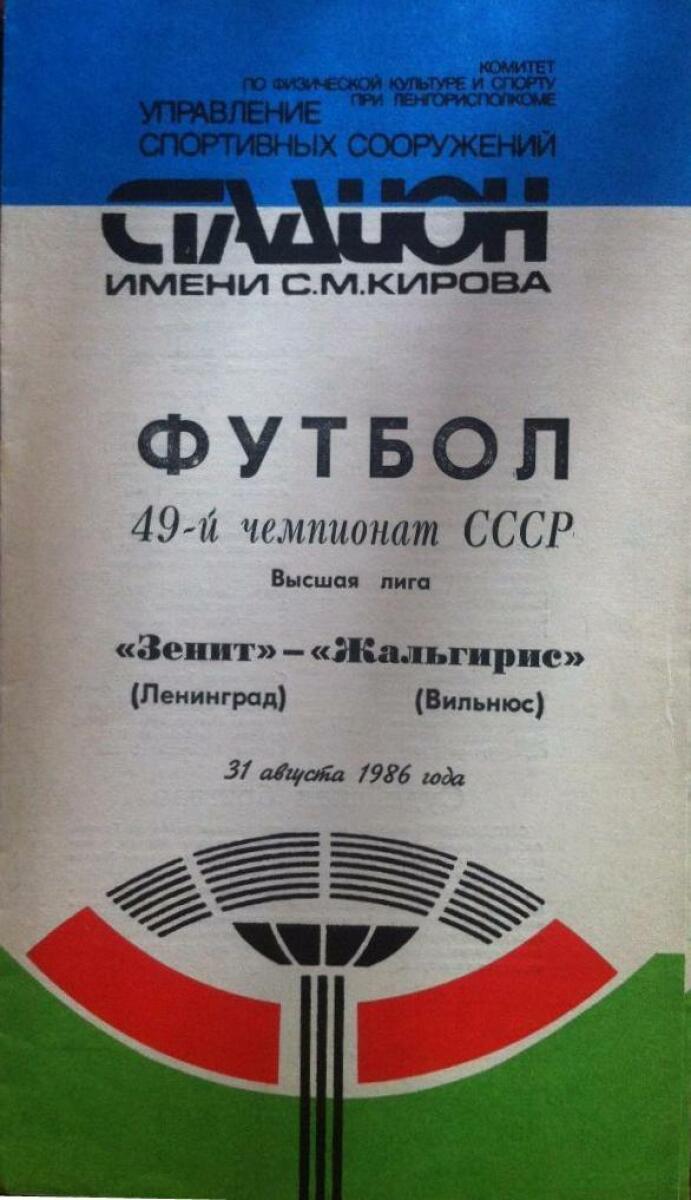 КОМИТЕТ
ПО ФИЗИЧЕСКОЙ КУЛЬТУРЕ И СПОРТУ
ПРИ ЛЕНГОРИСПОЛКОМЕ
УПРАВЛЕНИЕ
СПОРТИВНЫХ СООРУЖЕНИЙ
СТАДИОН
ИМЕНИ С.М.КИРОВА
ФУТБОЛ
49-й чемпионат СССР
Высшая лига
«Зенит» – «Жальгирис»
(Ленинград) (Вильнюс)
31 августа 1986 года